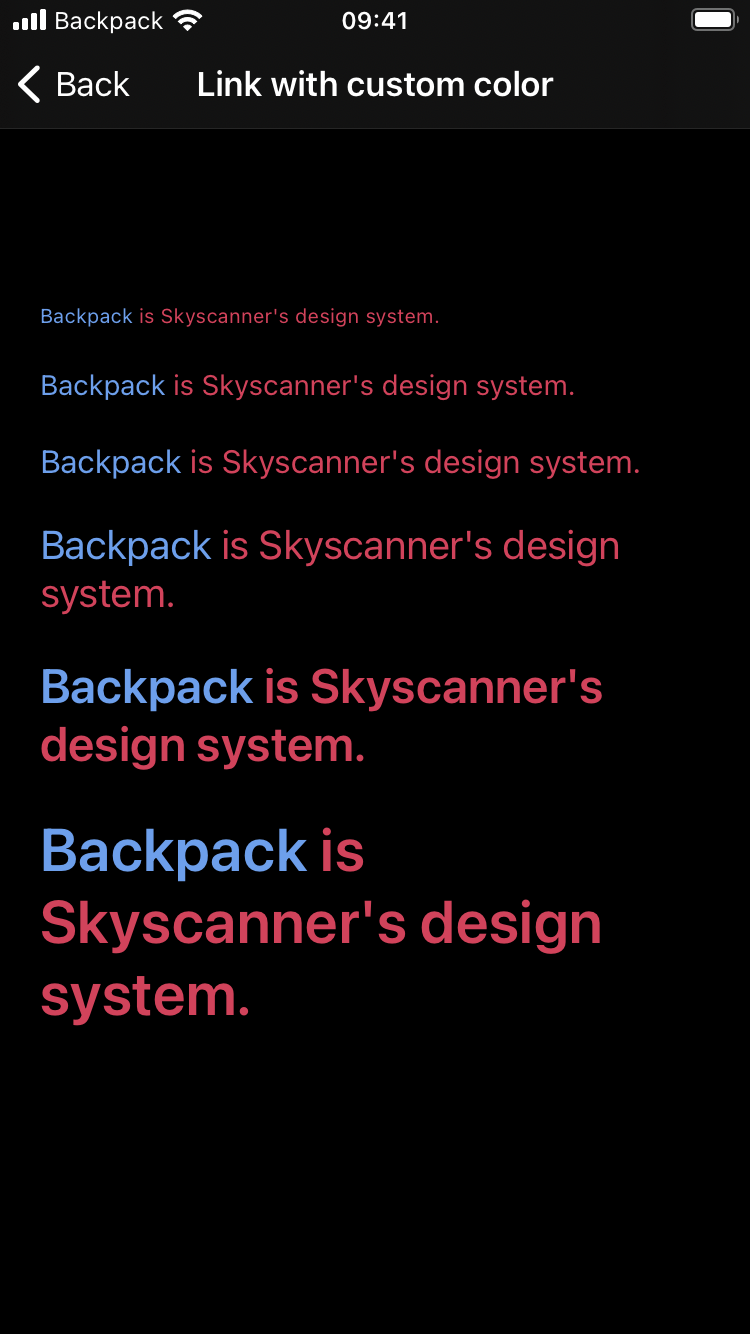 Backpack 09:41
Back Link with custom color
Backpack is Skyscanner's design system.
Backpack is Skyscanner's design system.
Backpack is Skyscanner's design system.
Backpack is Skyscanner's design
system.
Backpack is Skyscanner's
design system.
Backpack is
Skyscanner's design
system.